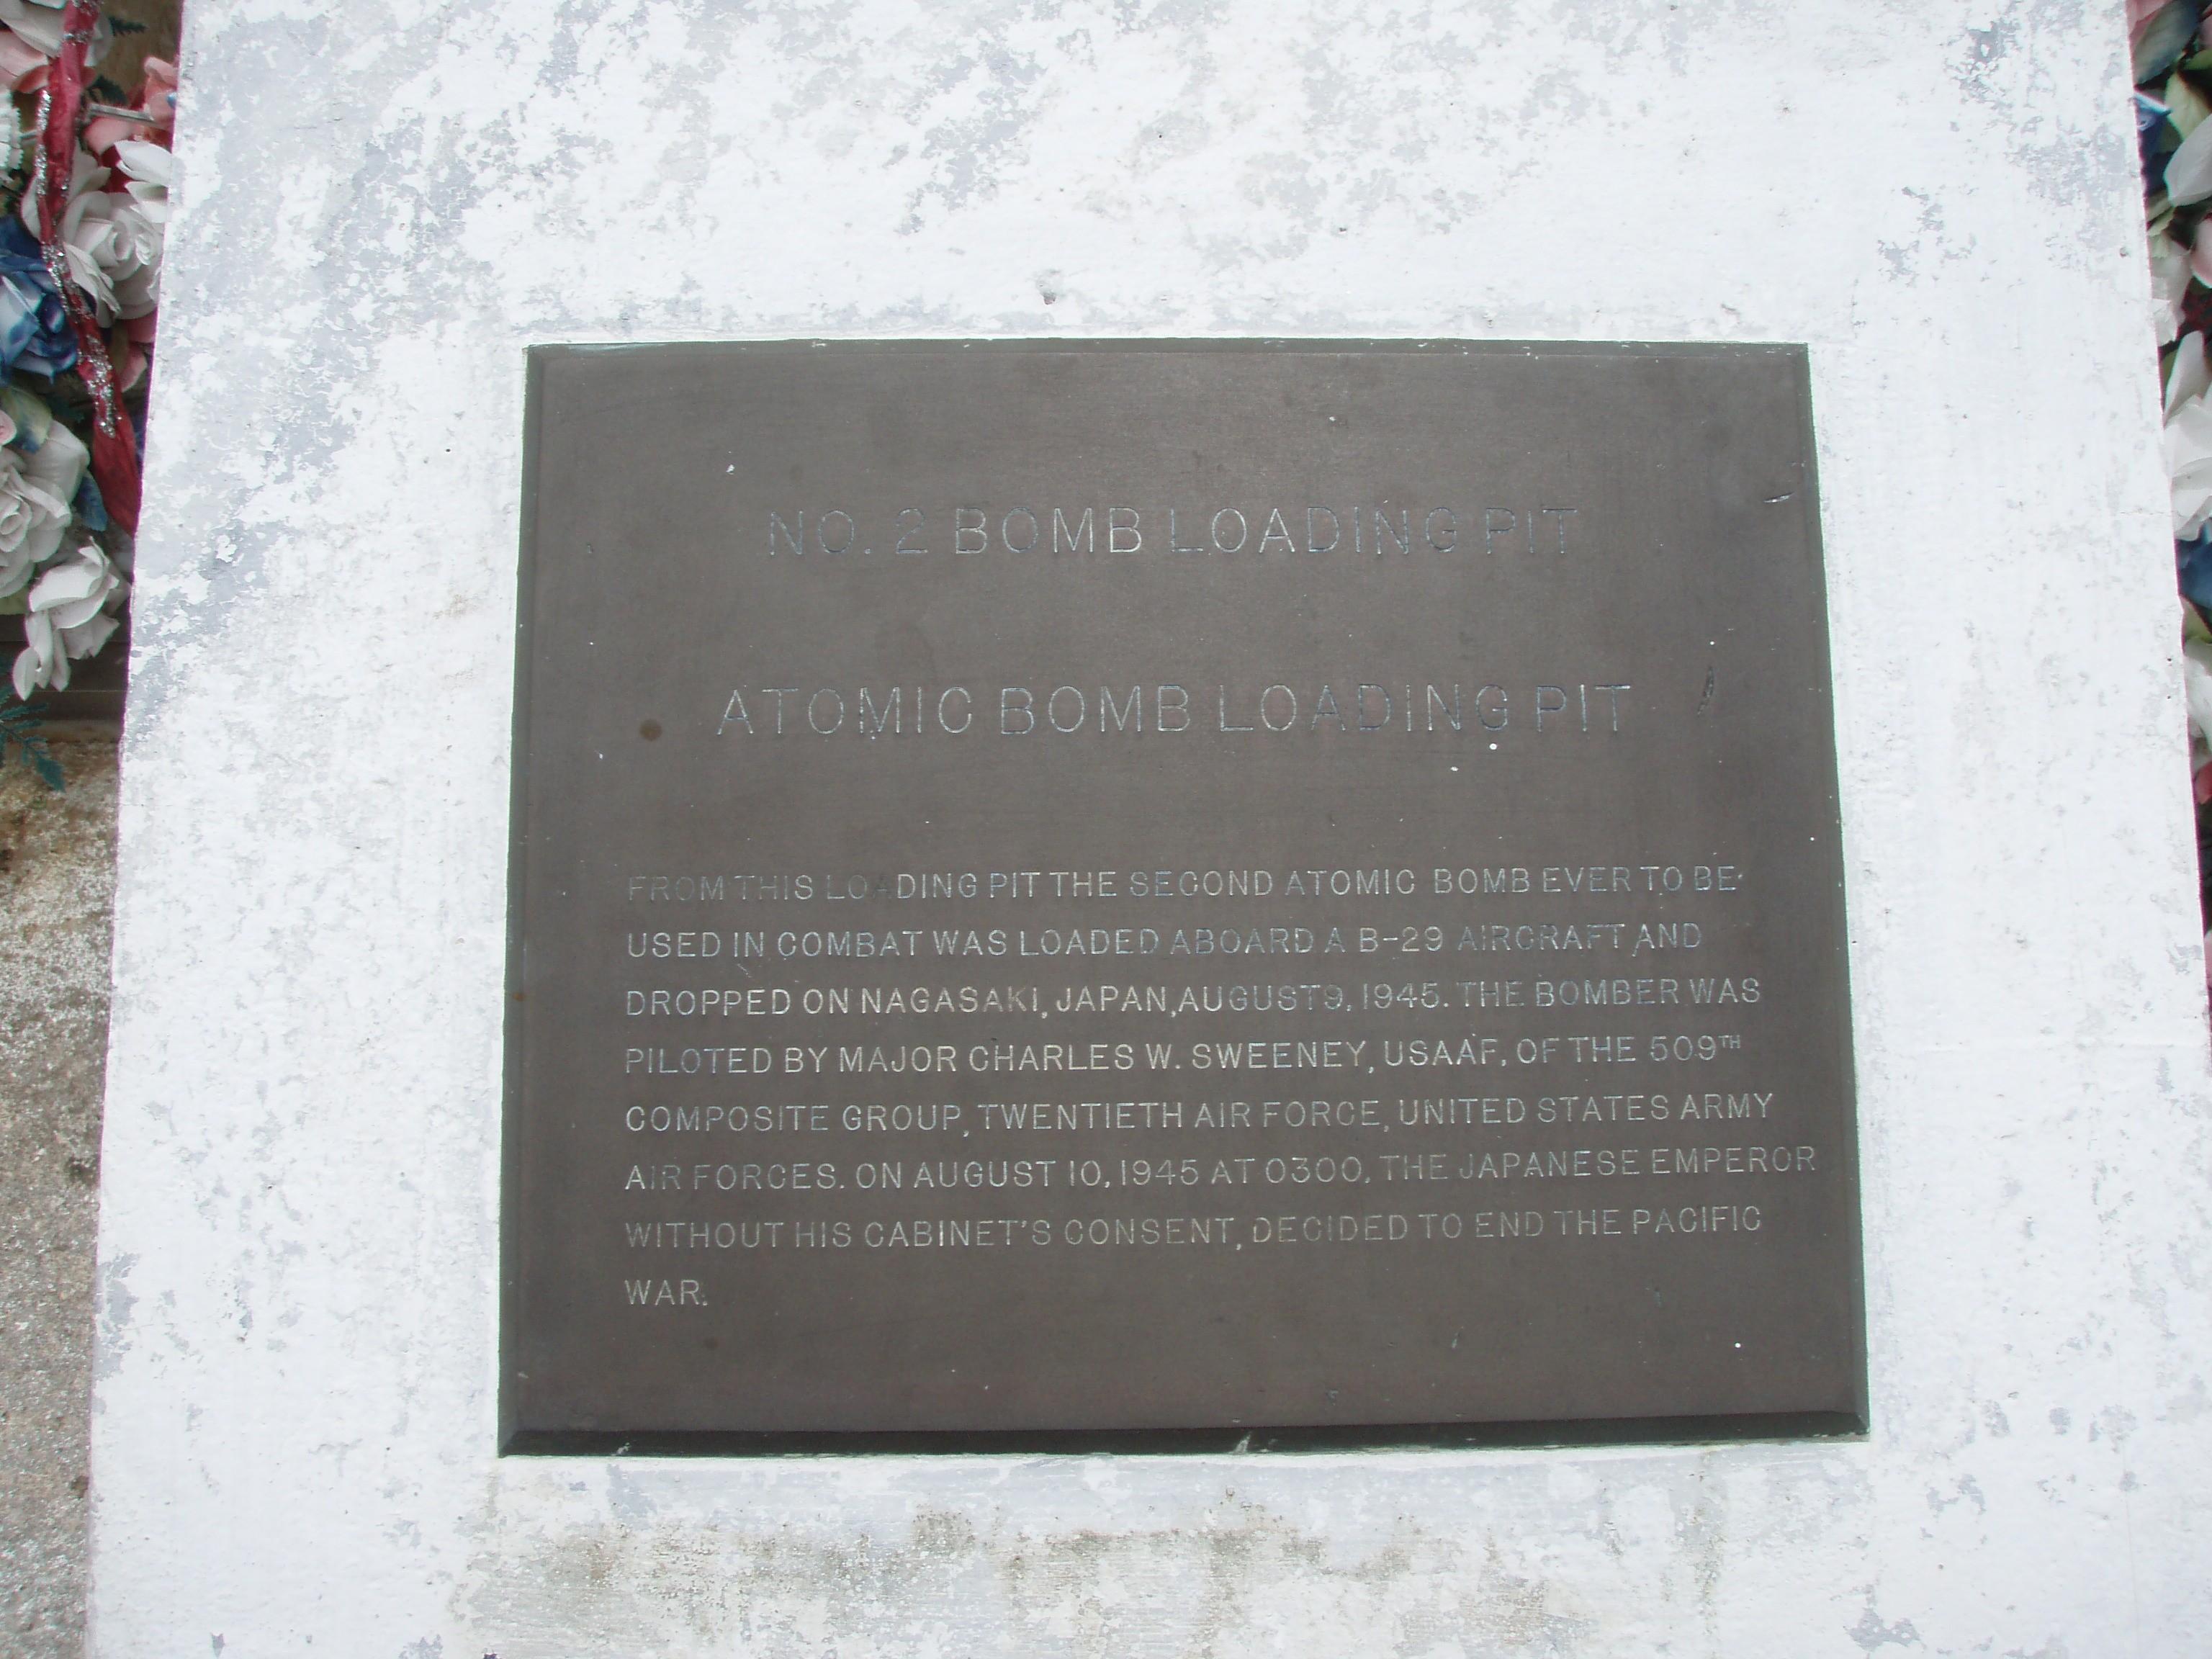 NO. 2 BOMB LOADING PIT
ATOMIC BOMB LOADING PIT
FROM THIS LOADING PIT THE SECOND ATOMIC BOMB EVER TO BE
USED IN COMBAT WAS LOADED ABOARD A B-29 AIRCRAFT AND
DROPPED ON NAGASAKI, JAPAN, AUGUST 9, 1945. THE BOMBER WAS
PILOTED BY MAJOR CHARLES W. SWEENEY, USAAF, OF THE 509TH
COMPOSITE GROUP, TWENTIETH AIR FORCE, UNITED STATES ARMY
AIR FORCES. ON AUGUST 10, 1945 AT 0300, THE JAPANESE EMPEROR
WITHOUT HIS CABINET'S CONSENT, DECIDED TO END THE PACIFIC
WAR.